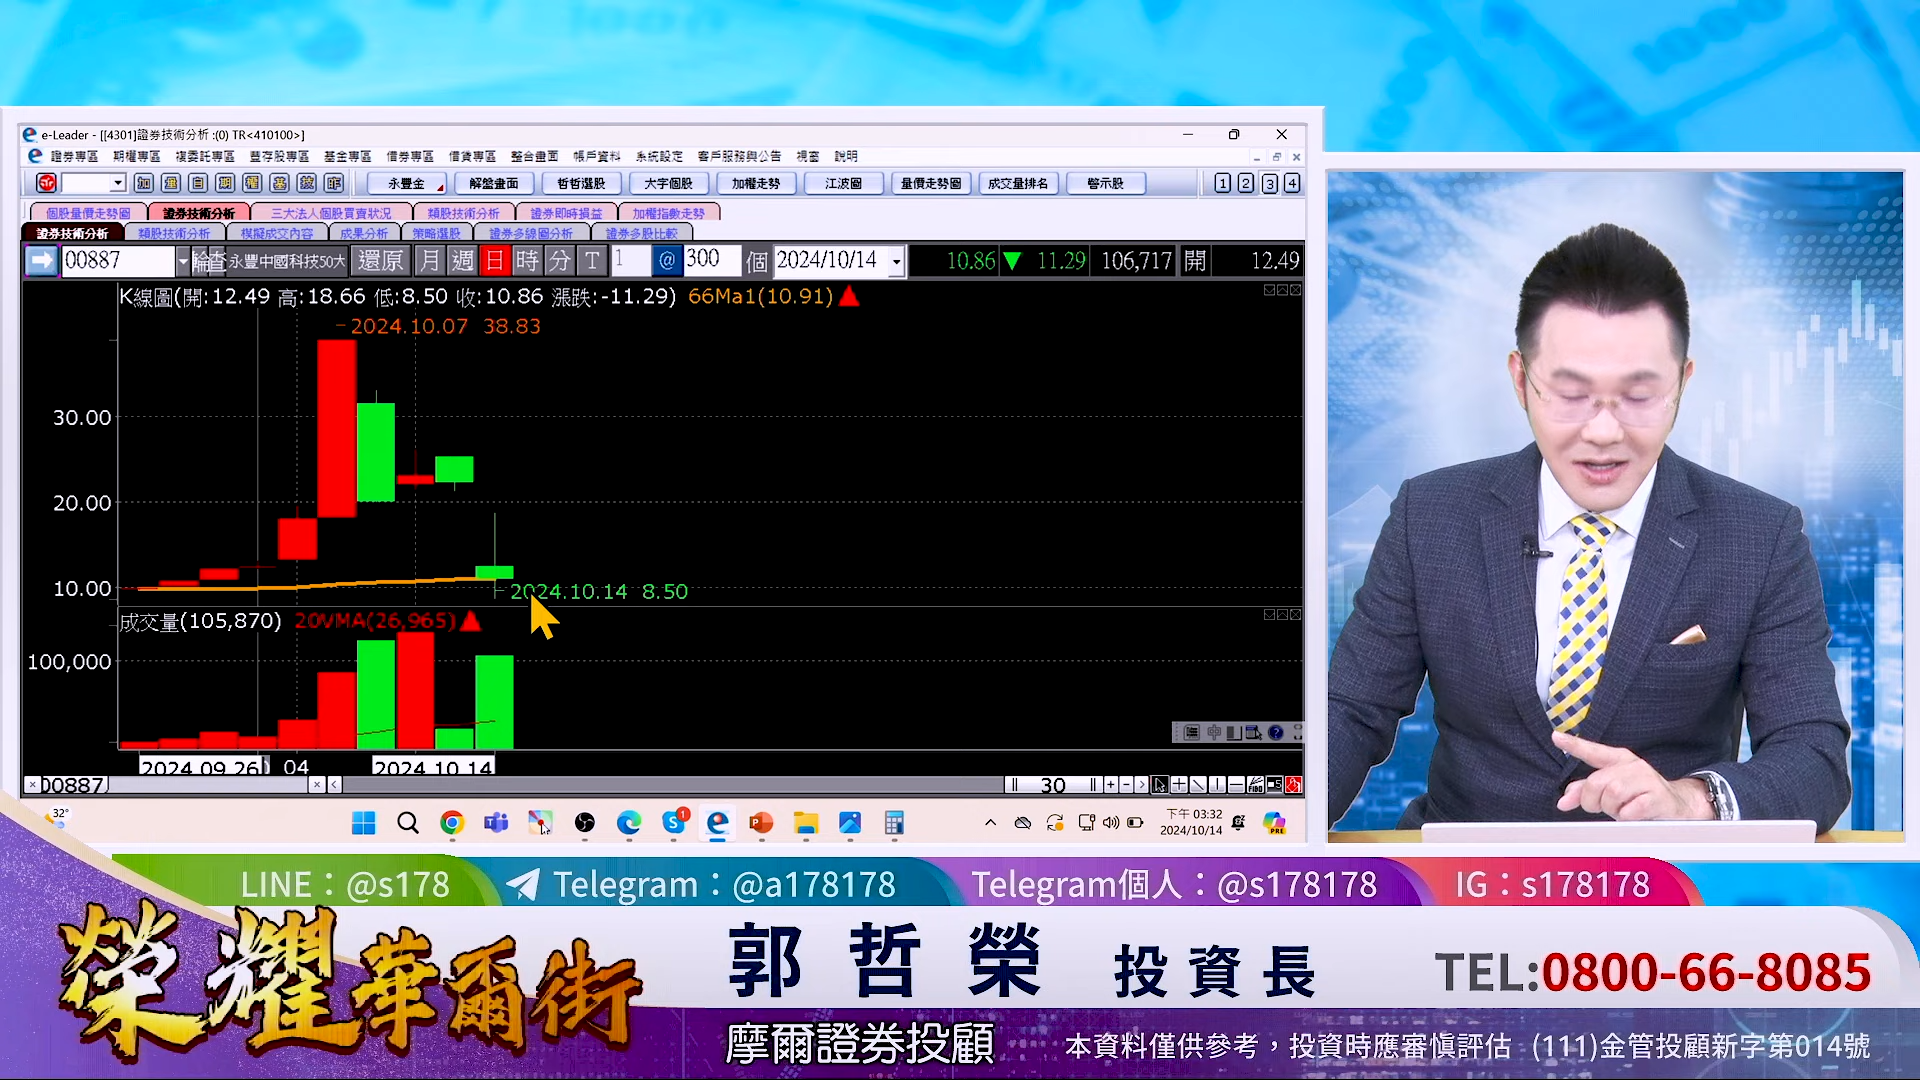 e-Leader - [[4301]證券技術分析 :(0) TR<410100>]
證券專區 期權專區 複委託專區 豐存股專區 基金專區 借券專區 借貸專區 整合畫面 帳戶資料 系統設定 客戶服務與公告 視窗 說明
永豐金 解盤畫面 哲哲選股 大字個股 加權走勢 江波圖 量價走勢圖 成交量排名 警示股 1 2 3 4
個股量價走勢圖 證券技術分析 三大法人個股買賣狀況 類股技術分析 證券即時損益 加權指數走勢
證券技術分析 類股技術分析 模擬成交內容 成果分析 策略選股 證券多線圖分析 證券多股比較
00887 永豐中國科技50大 還原 月 週 日 時 分 T 1 @ 300 個 2024/10/14 10.86 ▼ 11.29 106,717 開 12.49
K線圖(開:12.49 高:18.66 低:8.50 收:10.86 漲跌:-11.29) 66Ma1(10.91)
2024.10.07 38.83
30.00
20.00
10.00
2024.10.14 8.50
成交量(105,870) 20VMA(26,965)
100,000
2024.09.26 04 2024.10.14
00887 30
32°
下午 03:32
2024/10/14
LINE：@s178 Telegram：@a178178 Telegram個人：@s178178 IG：s178178
榮耀華爾街
郭哲榮 投資長
TEL:0800-66-8085
摩爾證券投顧
本資料僅供參考，投資時應審慎評估 (111)金管投顧新字第014號